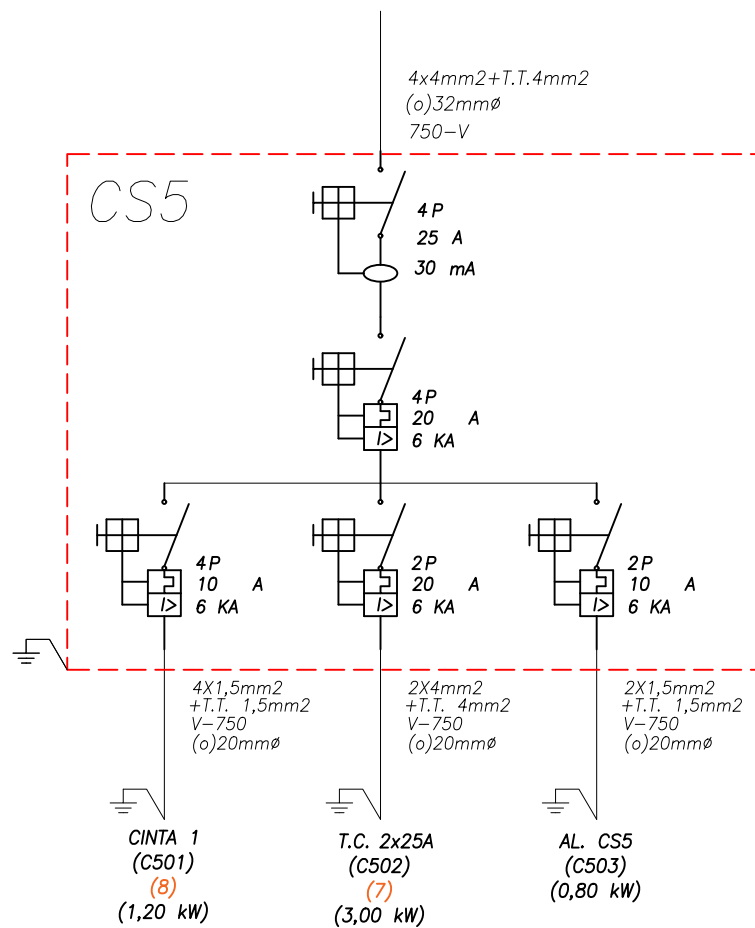 4x4mm2+T.T.4mm2
(o)32mmø
750-V
CS5
4P
25 A
30 mA
4P
20 A
I>
6 KA
4P
10 A
I>
6 KA
2P
20 A
I>
6 KA
2P
10 A
I>
6 KA
4X1,5mm2
+T.T. 1,5mm2
V-750
(o)20mmø
2X4mm2
+T.T. 4mm2
V-750
(o)20mmø
2X1,5mm2
+T.T. 1,5mm2
V-750
(o)20mmø
CINTA 1
(C501)
(8)
(1,20 kW)
T.C. 2x25A
(C502)
(7)
(3,00 kW)
AL. CS5
(C503)
(0,80 kW)